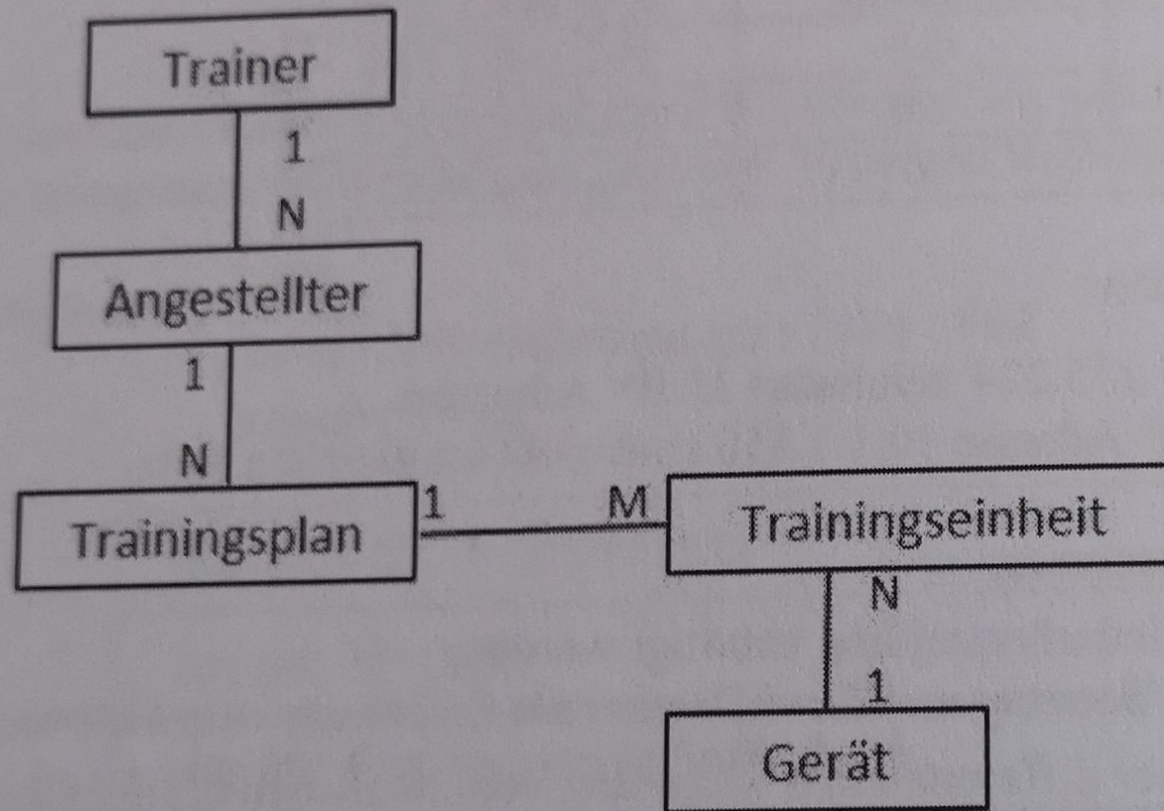 Trainer
1
N
Angestellter
1
N
Trainingsplan
1
M
Trainingseinheit
N
1
Gerät